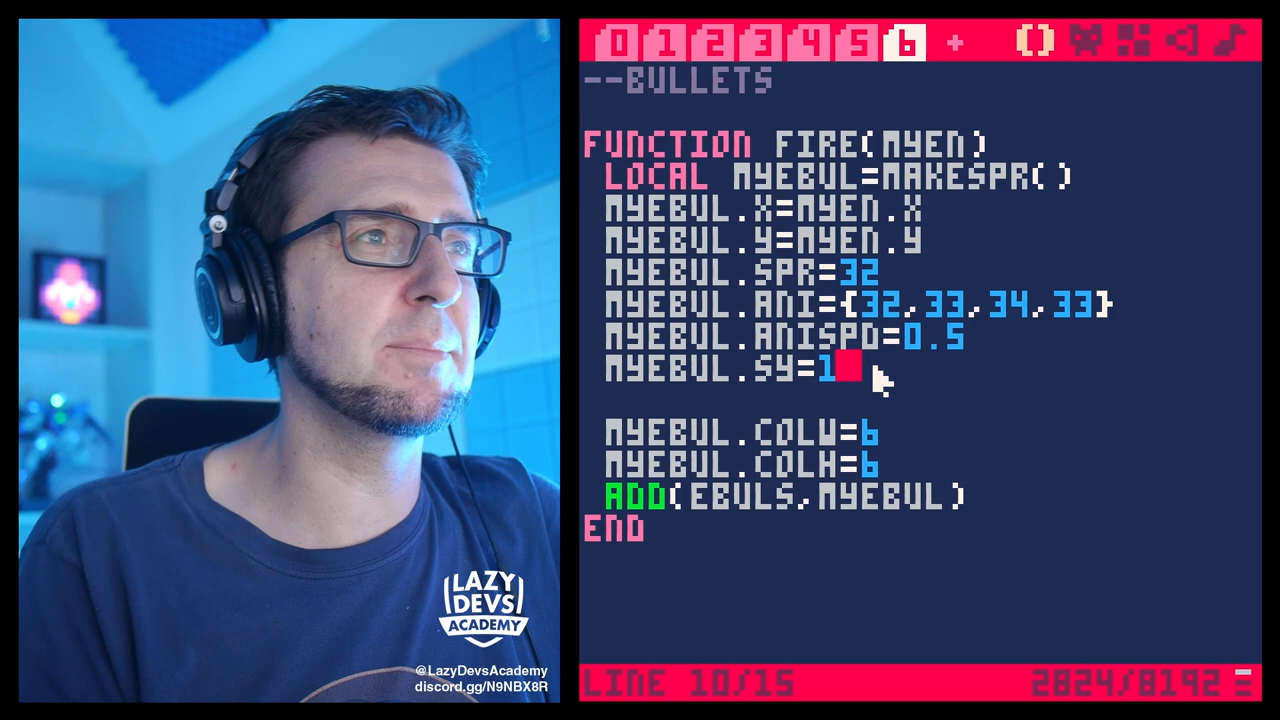 LAZY
DEVS
ACADEMY
@LazyDevsAcademy
discord.gg/N9NBX8R
0 1 2 3 4 5 6 + ()
--BULLETS
FUNCTION FIRE(MYEN)
LOCAL MYEBUL=MAKESPR()
MYEBUL.X=MYEN.X
MYEBUL.Y=MYEN.Y
MYEBUL.SPR=32
MYEBUL.ANI={32,33,34,33}
MYEBUL.ANISPD=0.5
MYEBUL.SY=1
MYEBUL.COLW=6
MYEBUL.COLH=6
ADD(EBULS,MYEBUL)
END
LINE 10/15 2824/8192